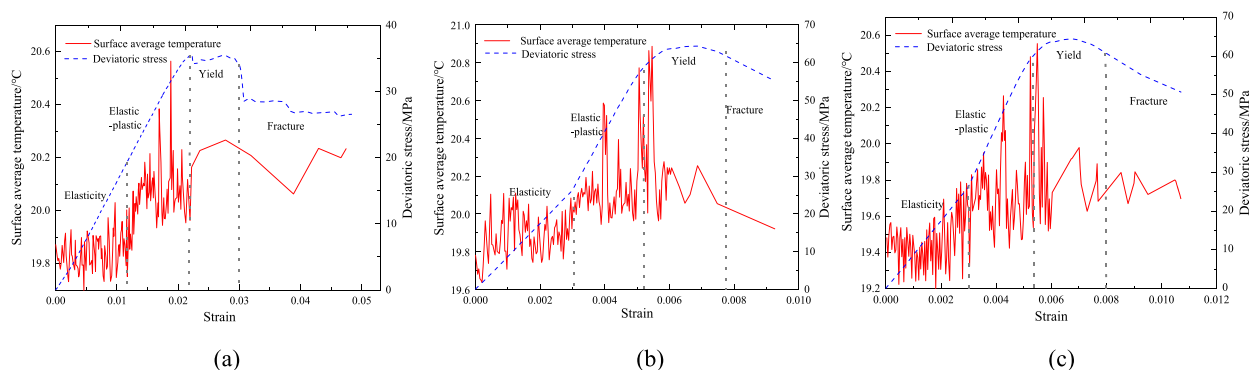 40
35
30
25
20
15
10
5
0
Deviatoric stress/MPa
20.6
20.4
20.2
20.0
19.8
Surface average temperature/°C
Surface average temperature
Deviatoric stress
Yield
Elastic
-plastic
Fracture
Elasticity
0.00 0.01 0.02 0.03 0.04 0.05
Strain
(a)
21.0
20.8
20.6
20.4
20.2
20.0
19.8
19.6
Surface average temperature/°C
Surface average temperature
Deviatoric stress
Yield
Elastic
-plastic
Fracture
Elasticity
70
60
50
40
30
20
10
0
Deviatoric stress/MPa
0.000 0.002 0.004 0.006 0.008 0.010
Strain
(b)
20.6
20.4
20.2
20.0
19.8
19.6
19.4
19.2
Surface average temperature/°C
Surface average temperature
Deviatoric stress
Yield
Elastic
-plastic
Fracture
Elasticity
70
60
50
40
30
20
10
0
Deviatoric stress/MPa
0.000 0.002 0.004 0.006 0.008 0.010 0.012
Strain
(c)